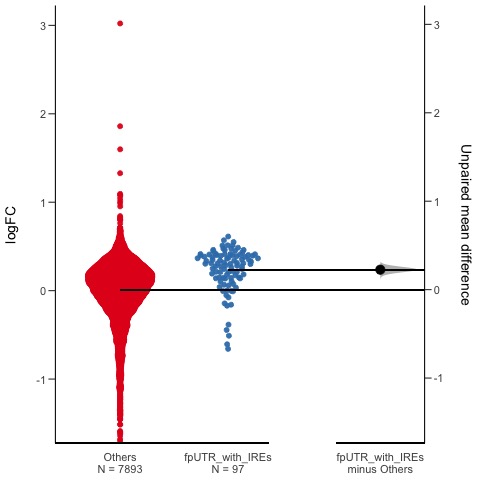 3
2
1
0
-1
logFC
3
2
1
0
-1
Unpaired mean difference
Others
N = 7893
fpUTR_with_IREs
N = 97
fpUTR_with_IREs
minus Others